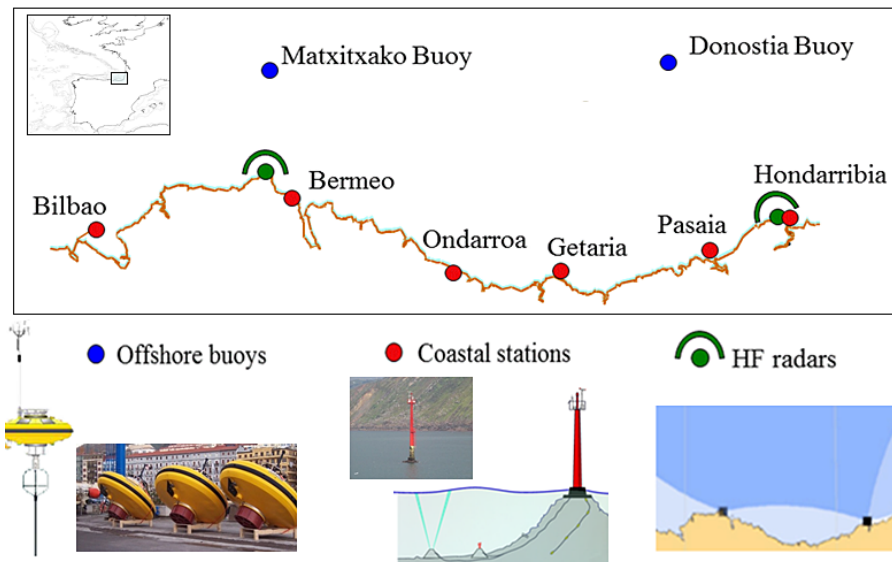 Matxitxako Buoy
Donostia Buoy
Hondarribia
Bermeo
Bilbao
Pasaia
Ondarroa
Getaria
Offshore buoys
Coastal stations
HF radars